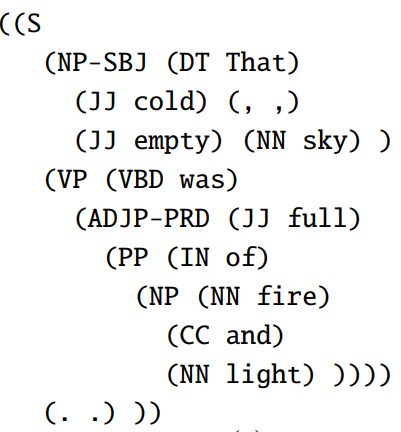 ((S
(NP-SBJ (DT That)
(JJ cold) (, ,)
(JJ empty) (NN sky) )
(VP (VBD was)
(ADJP-PRD (JJ full)
(PP (IN of)
(NP (NN fire)
(CC and)
(NN light) ))))
(. .) ))